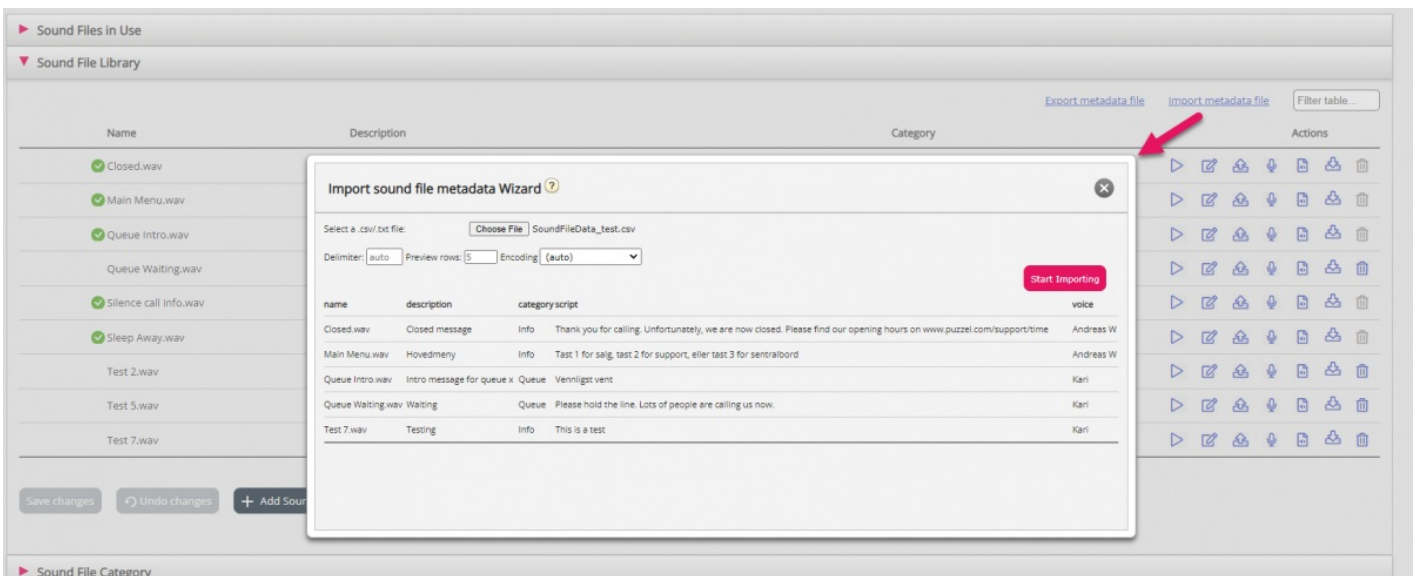 Sound Files in Use
Sound File Library
Export metadata file Import metadata file Filter table...
Name Description Category Actions
Closed.wav
Main Menu.wav
Queue Intro.wav
Queue Waiting.wav
Silence call info.wav
Sleep Away.wav
Test 2.wav
Test 5.wav
Test 7.wav
Save changes Undo changes + Add Sour
Import sound file metadata Wizard ?
Select a .csv/.txt file: Choose File SoundFileData_test.csv
Delimiter: auto Preview rows: 5 Encoding (auto)
Start Importing
name description category script voice
Closed.wav Closed message Info Thank you for calling. Unfortunately, we are now closed. Please find our opening hours on www.puzzel.com/support/time Andreas W
Main Menu.wav Hovedmeny Info Tast 1 for salg, tast 2 for support, eller tast 3 for sentralbord Andreas W
Queue Intro.wav Intro message for queue x Queue Vennligst vent Kari
Queue Waiting.wav Waiting Queue Please hold the line. Lots of people are calling us now. Kari
Test 7.wav Testing Info This is a test Kari
Sound File Category